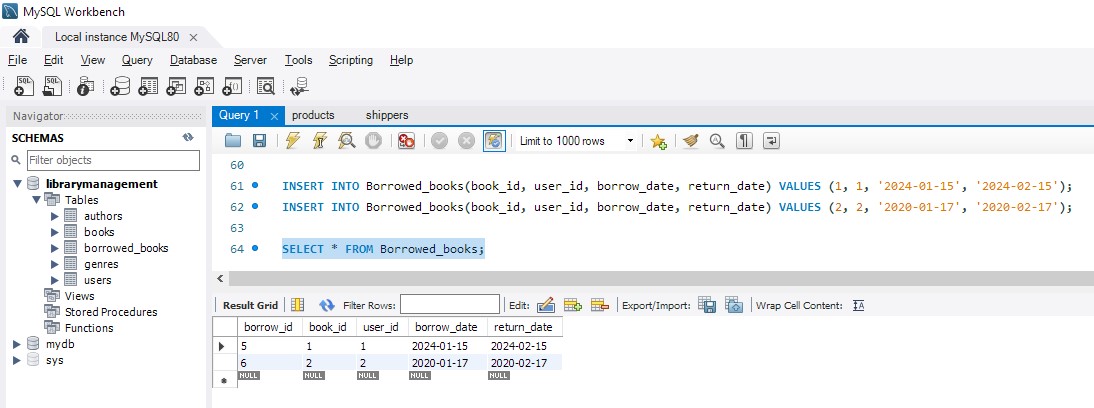 MySQL Workbench
Local instance MySQL80
File Edit View Query Database Server Tools Scripting Help
Navigator
SCHEMAS
Filter objects
librarymanagement
Tables
authors
books
borrowed_books
genres
users
Views
Stored Procedures
Functions
mydb
sys
Query 1 products shippers
Limit to 1000 rows
60
61 INSERT INTO Borrowed_books(book_id, user_id, borrow_date, return_date) VALUES (1, 1, '2024-01-15', '2024-02-15');
62 INSERT INTO Borrowed_books(book_id, user_id, borrow_date, return_date) VALUES (2, 2, '2020-01-17', '2020-02-17');
63
64 SELECT * FROM Borrowed_books;
Result Grid Filter Rows: Edit: Export/Import: Wrap Cell Content: IA
borrow_id book_id user_id borrow_date return_date
5 1 1 2024-01-15 2024-02-15
6 2 2 2020-01-17 2020-02-17
NULL NULL NULL NULL NULL